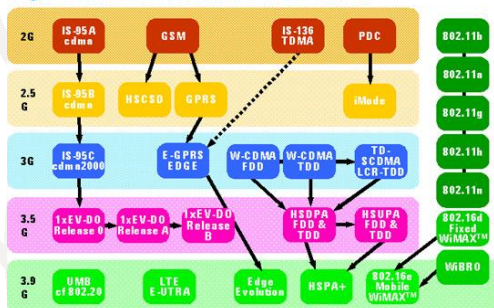 2G
IS-95A
cdma
GSM
IS-136
TDMA
PDC
802.11b
802.11a
2.5
G
IS-95B
cdma
HSCSD
GPRS
iMode
802.11g
802.11h
3G
IS-95C
cdma2000
E-GPRS
EDGE
W-CDMA
FDD
W-CDMA
TDD
TD-
SCDMA
LCR-TDD
802.11n
3.5
G
1xEV-DO
Release 0
1xEV-DO
Release A
1xEV-DO
Release
B
HSDPA
FDD &
TDD
HSUPA
FDD &
TDD
802.16d
Fixed
WiMAX™
3.9
G
UMB
cf 802.20
LTE
E-UTRA
Edge
Evolution
HSPA+
802.16e
Mobile
WiMAX™
WiBRO